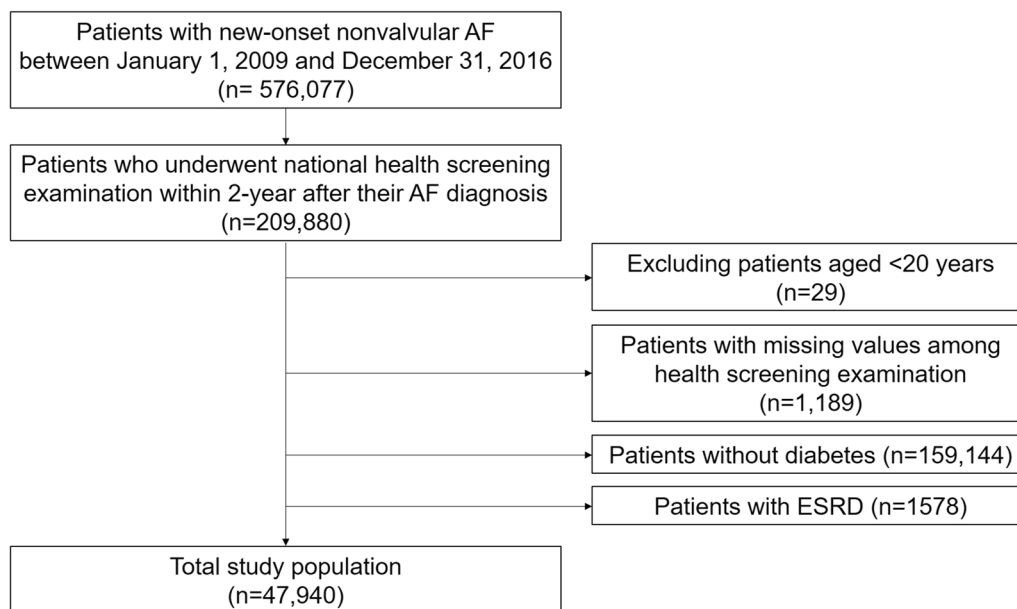 Patients with new-onset nonvalvular AF
between January 1, 2009 and December 31, 2016
(n= 576,077)
Patients who underwent national health screening
examination within 2-year after their AF diagnosis
(n=209,880)
Excluding patients aged <20 years
(n=29)
Patients with missing values among
health screening examination
(n=1,189)
Patients without diabetes (n=159,144)
Patients with ESRD (n=1578)
Total study population
(n=47,940)